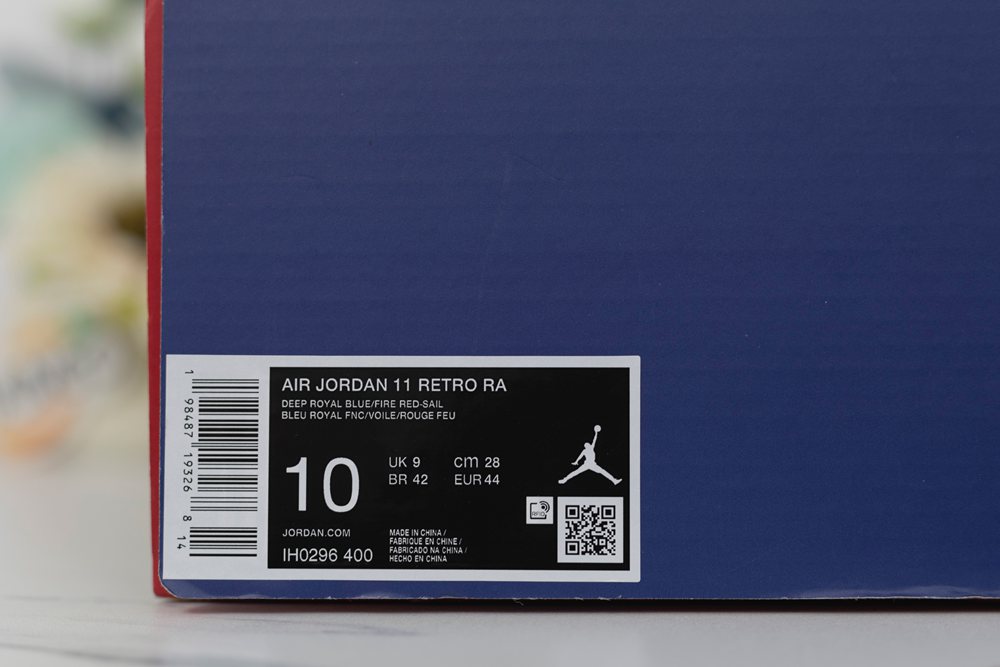 1 98487 19326 8 14
AIR JORDAN 11 RETRO RA
DEEP ROYAL BLUE/FIRE RED-SAIL
BLEU ROYAL FNC/VOILE/ROUGE FEU
10
UK 9 cm 28
BR 42 EUR 44
RFID
JORDAN.COM
IH0296 400
MADE IN CHINA /
FABRIQUE EN CHINE /
FABRICADO NA CHINA /
HECHO EN CHINA